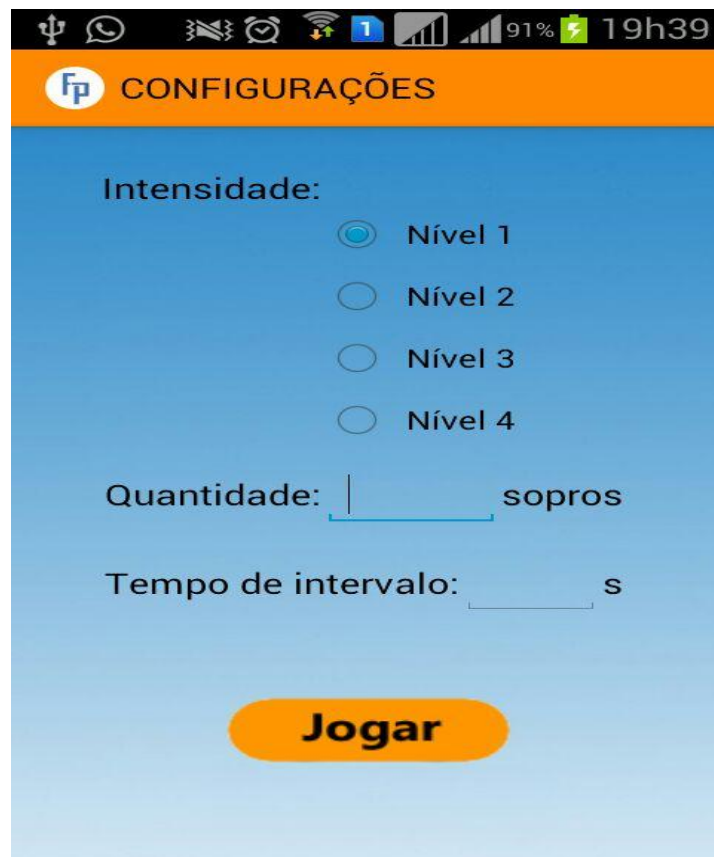 1 91% 19h39
Fp CONFIGURAÇÕES
Intensidade:
Nível 1
Nível 2
Nível 3
Nível 4
Quantidade: sopros
Tempo de intervalo: s
Jogar